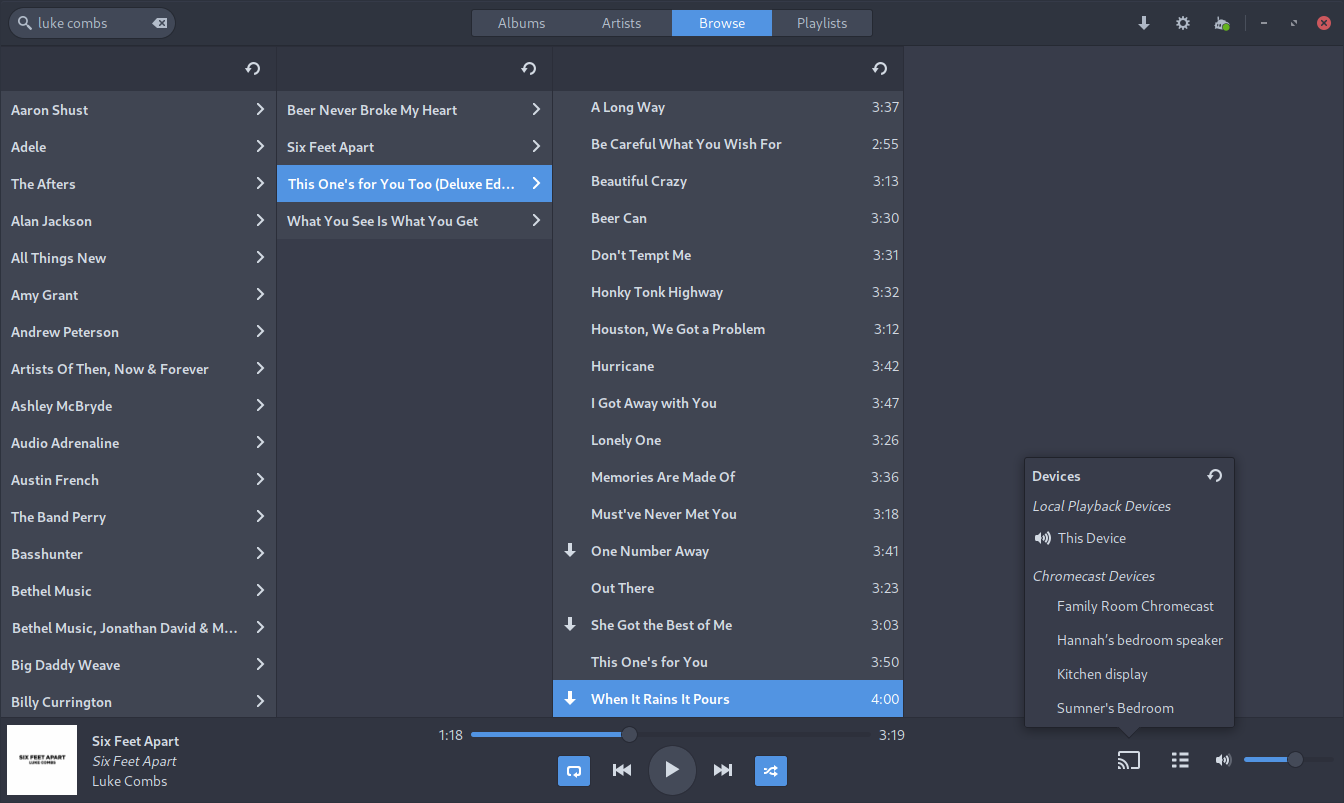 luke combs
Albums
Artists
Browse
Playlists
Aaron Shust
Adele
The Afters
Alan Jackson
All Things New
Amy Grant
Andrew Peterson
Artists Of Then, Now & Forever
Ashley McBryde
Audio Adrenaline
Austin French
The Band Perry
Basshunter
Bethel Music
Bethel Music, Jonathan David & M...
Big Daddy Weave
Billy Currington
Beer Never Broke My Heart
Six Feet Apart
This One's for You Too (Deluxe Ed...
What You See Is What You Get
A Long Way 3:37
Be Careful What You Wish For 2:55
Beautiful Crazy 3:13
Beer Can 3:30
Don't Tempt Me 3:31
Honky Tonk Highway 3:32
Houston, We Got a Problem 3:12
Hurricane 3:42
I Got Away with You 3:47
Lonely One 3:26
Memories Are Made Of 3:36
Must've Never Met You 3:18
One Number Away 3:41
Out There 3:23
She Got the Best of Me 3:03
This One's for You 3:50
When It Rains It Pours 4:00
Devices
Local Playback Devices
This Device
Chromecast Devices
Family Room Chromecast
Hannah’s bedroom speaker
Kitchen display
Sumner's Bedroom
SIX FEET APART
LUKE COMBS
Six Feet Apart
Six Feet Apart
Luke Combs
1:18
3:19